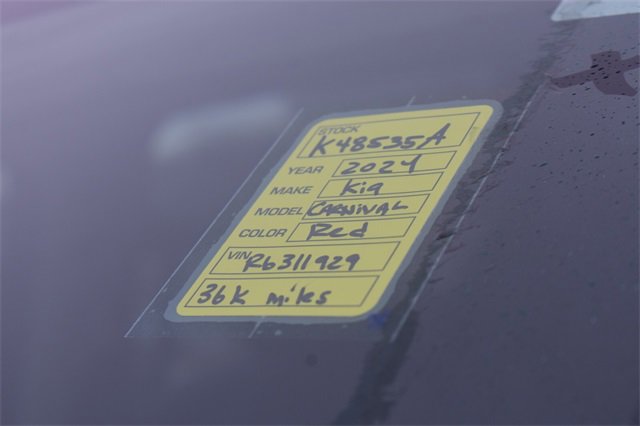 STOCK
K48535A
YEAR 2024
MAKE Kia
MODEL CARNIVAL
COLOR Red
VIN R6311929
36K miles